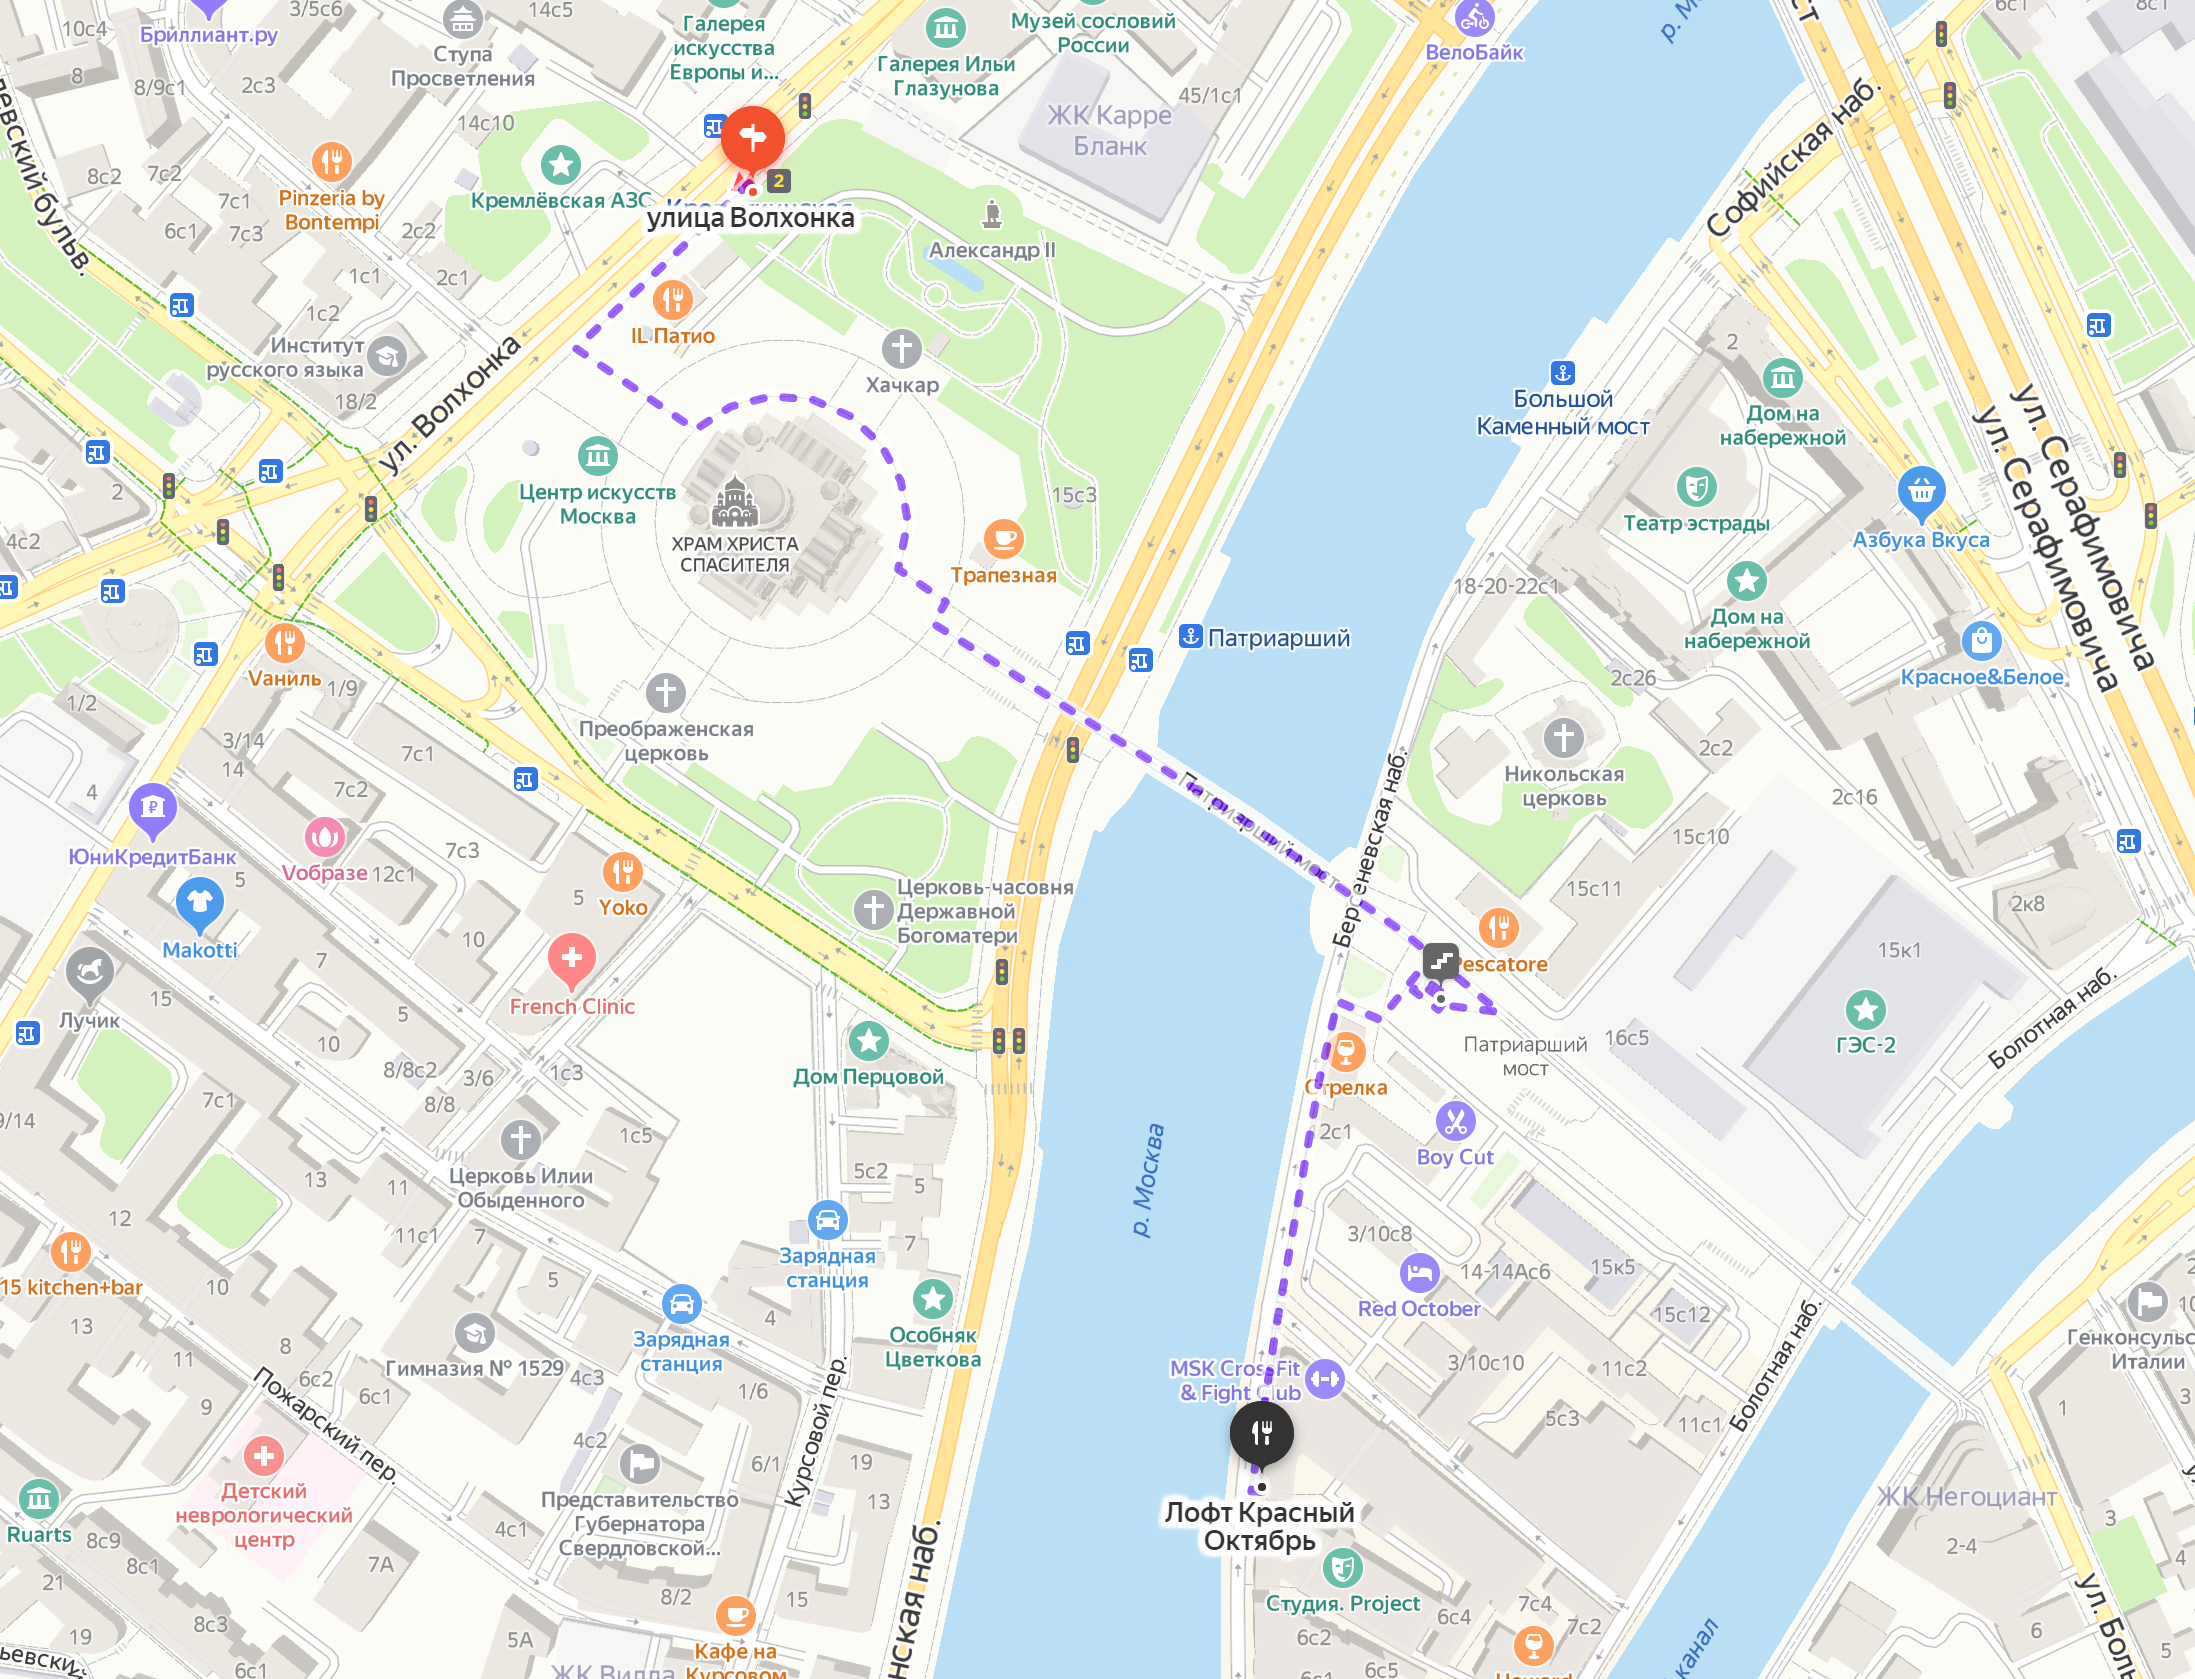 10с4
Бриллиант.ру
3/5с6
14с5
Ступа
Просветления
Галерея
искусства
Европы и...
Музей сословий
России
Галерея Ильи
Глазунова
ВелоБайк
6с1
8с1
8
8/9с1
2с3
14с10
45/1с1
ЖК Карре
Бланк
Софийская наб.
8с2
7с2
7с1
6с1
7с3
Pinzeria by
Bontempi
Кремлёвская АЗС
2
улица Волхонка
2с2
2с1
1с1
1с2
Александр II
IL Патио
Институт
русского языка
18/2
ул. Волхонка
Хачкар
Большой
Каменный мост
2
Дом на
набережной
Театр эстрады
Азбука Вкуса
ул. Серафимовича
ул. Серафимовича
Центр искусств
Москва
ХРАМ ХРИСТА
СПАСИТЕЛЯ
15с3
Трапезная
2
4с2
18-20-22с1
Дом на
набережной
Патриарший
Vаниль
1/9
1/2
Преображенская
церковь
2с26
Красное&Белое
3/14
14
7с1
7с2
4
Никольская
церковь
2с2
2с16
Патриарший мост
Берсеневская наб.
15с10
ЮниКредитБанк
Vобразе
12с1
7с3
5
Makotti
5
Yoko
Церковь-часовня
Державной
Богоматери
15с11
2к8
Pescatore
15к1
10
7
French Clinic
Лучик
15
5
10
Патриарший
мост
16с5
ГЭС-2
Болотная наб.
Стрелка
8/8с2
3/6
1с3
8/8
Дом Перцовой
7с1
9/14
1с5
2с1
Boy Cut
р. Москва
Церковь Илии
Обыденного
5с2
5
13
11
12
11с1
7
Зарядная
станция
7
3/10с8
14-14Ас6
15к5
Red October
15с12
15 kitchen+bar
10
5
13
8
11
Зарядная
станция
4
Особняк
Цветкова
Гимназия № 1529
MSK CrossFit
& Fight Club
3/10с10
11с2
Болотная наб.
Генконсульс
Италии
6с2
6с1
4с3
1/6
9
Пожарский пер.
Курсовой пер.
5с3
11с1
1
3
4с2
6/1
19
13
Детский
неврологический
центр
Представительство
Губернатора
Свердловской...
Лофт Красный
Октябрь
ЖК Негоциант
Ruarts
8с9
8с1
4с1
7А
3
2-4
4
21
8с3
8/2
15
Студия. Project
6с4
7с4
7с2
19
6с1
5А
Кафе на
Курсовом
ЖК Вилла
6с2
6с5
6
ул. Боль